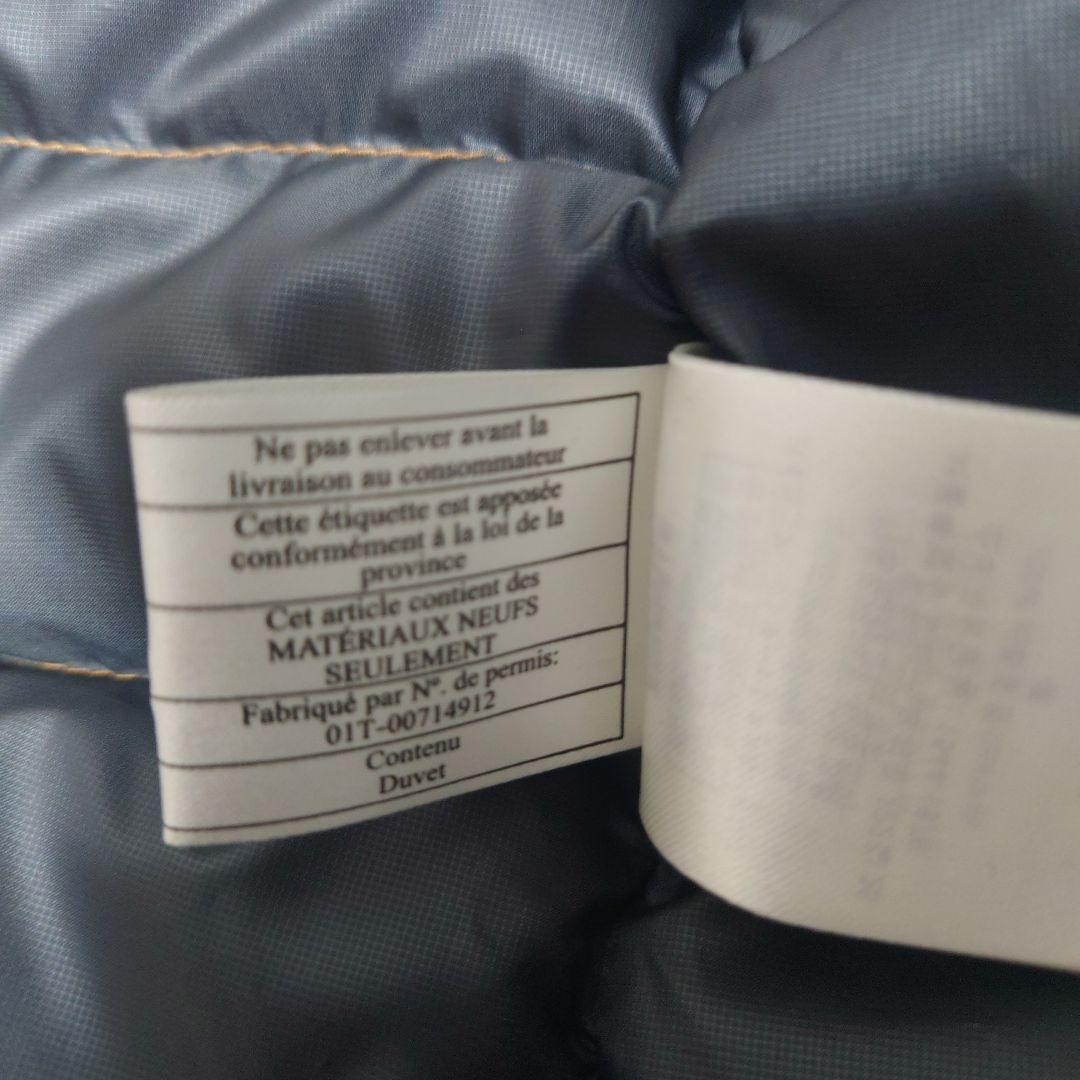 Ne pas enlever avant la
livraison au consommateur
Cette étiquette est apposée
conformément à la loi de la
province
Cet article contient des
MATÉRIAUX NEUFS
SEULEMENT
Fabriqué par Nº. de permis:
01T-00714912
Contenu
Duvet